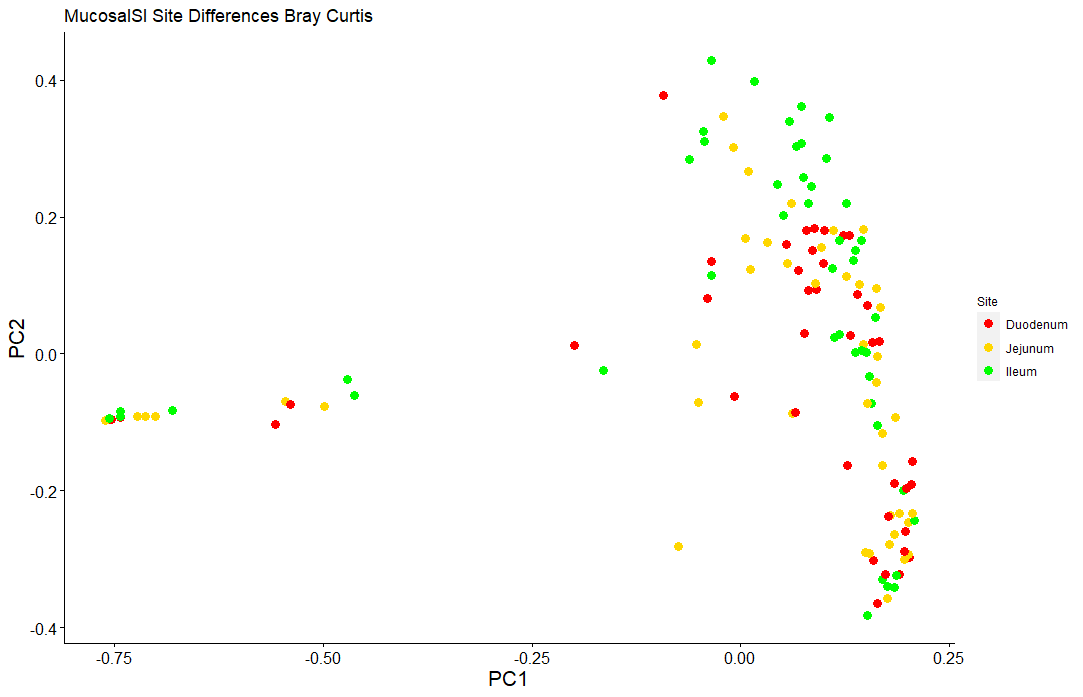 MucosalSI Site Differences Bray Curtis
0.4
0.2
0.0
-0.2
-0.4
PC2
-0.75
-0.50
-0.25
0.00
0.25
PC1
Site
Duodenum
Jejunum
Ileum